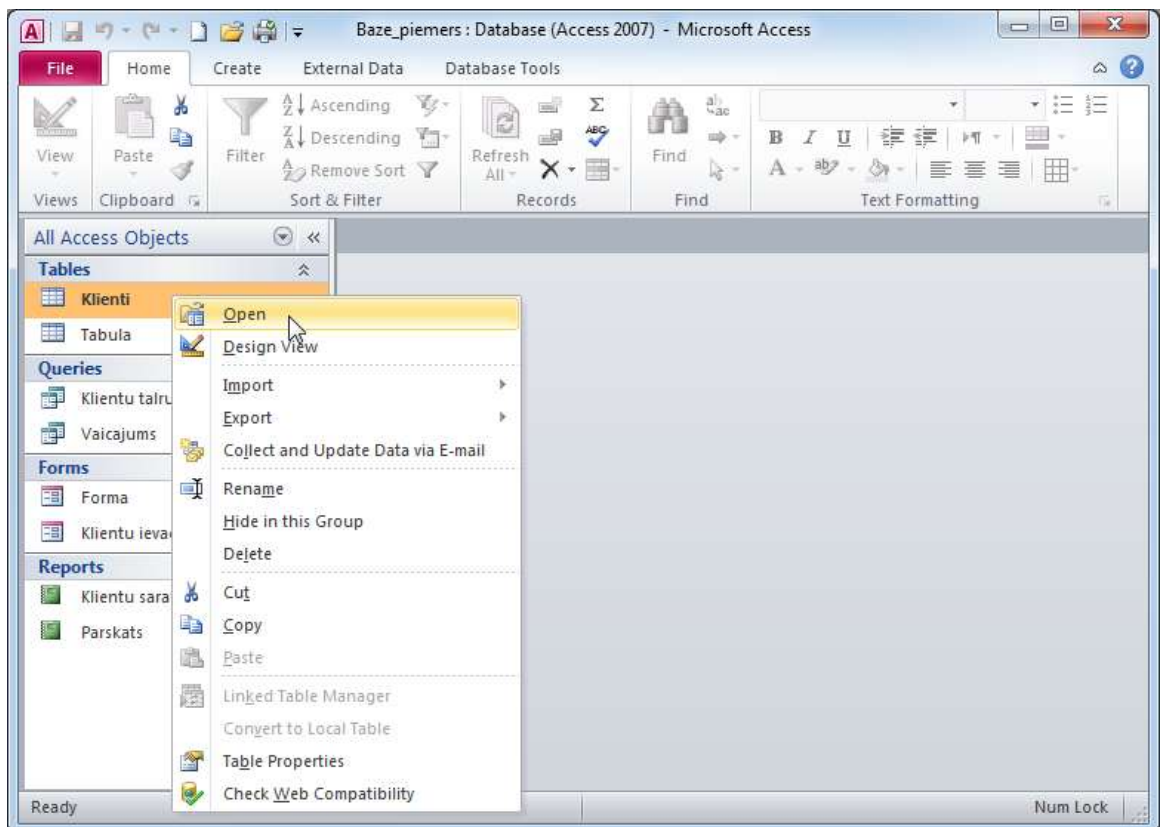 Baze_piemers : Database (Access 2007) - Microsoft Access
File Home Create External Data Database Tools
View
Paste
Filter
Ascending
Descending
Remove Sort
Refresh All
Find
Views Clipboard Sort & Filter Records Find Text Formatting
All Access Objects
Tables
Klienti
Tabula
Queries
Klientu talru
Vaicajums
Forms
Forma
Klientu ieva
Reports
Klientu sara
Parskats
Open
Design View
Import
Export
Collect and Update Data via E-mail
Rename
Hide in this Group
Delete
Cut
Copy
Paste
Linked Table Manager
Convert to Local Table
Table Properties
Check Web Compatibility
Ready Num Lock